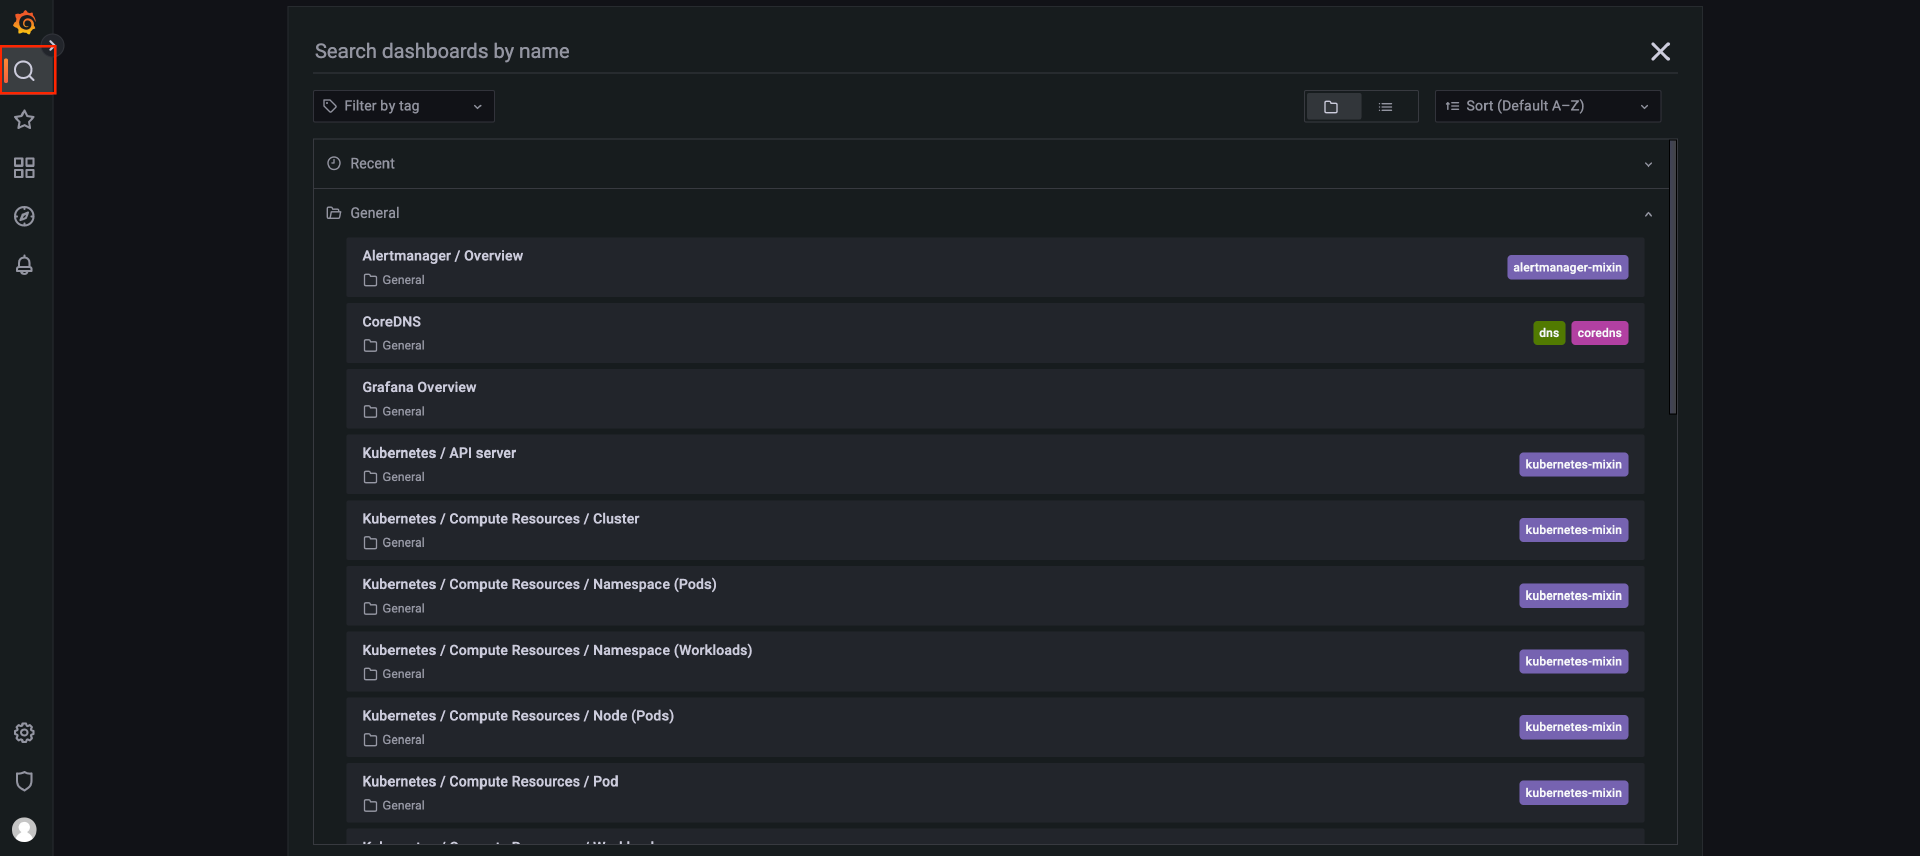 Search dashboards by name
Filter by tag
Sort (Default A–Z)
Recent
General
Alertmanager / Overview
General
alertmanager-mixin
CoreDNS
General
dns coredns
Grafana Overview
General
Kubernetes / API server
General
kubernetes-mixin
Kubernetes / Compute Resources / Cluster
General
kubernetes-mixin
Kubernetes / Compute Resources / Namespace (Pods)
General
kubernetes-mixin
Kubernetes / Compute Resources / Namespace (Workloads)
General
kubernetes-mixin
Kubernetes / Compute Resources / Node (Pods)
General
kubernetes-mixin
Kubernetes / Compute Resources / Pod
General
kubernetes-mixin